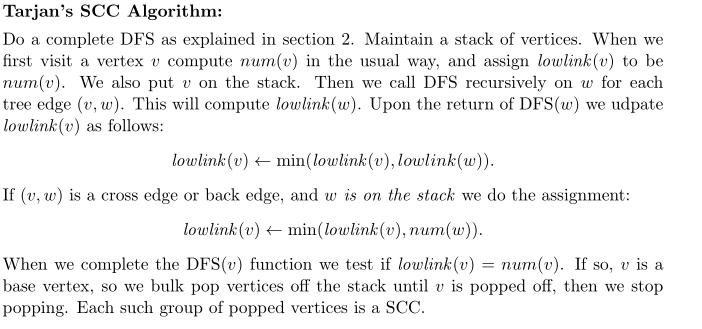 Tarjan's SCC Algorithm:
Do a complete DFS as explained in section 2. Maintain a stack of vertices. When we
first visit a vertex v compute num(v) in the usual way, and assign lowlink(v) to be
num(v). We also put v on the stack. Then we call DFS recursively on w for each
tree edge (v, w). This will compute lowlink(w). Upon the return of DFS(w) we udpate
lowlink(v) as follows:
lowlink(v) ← min(lowlink(v), lowlink(w)).
If (v, w) is a cross edge or back edge, and w is on the stack we do the assignment:
lowlink(v) ← min(lowlink(v), num(w)).
When we complete the DFS(v) function we test if lowlink(v) = num(v). If so, v is a
base vertex, so we bulk pop vertices off the stack until v is popped off, then we stop
popping. Each such group of popped vertices is a SCC.